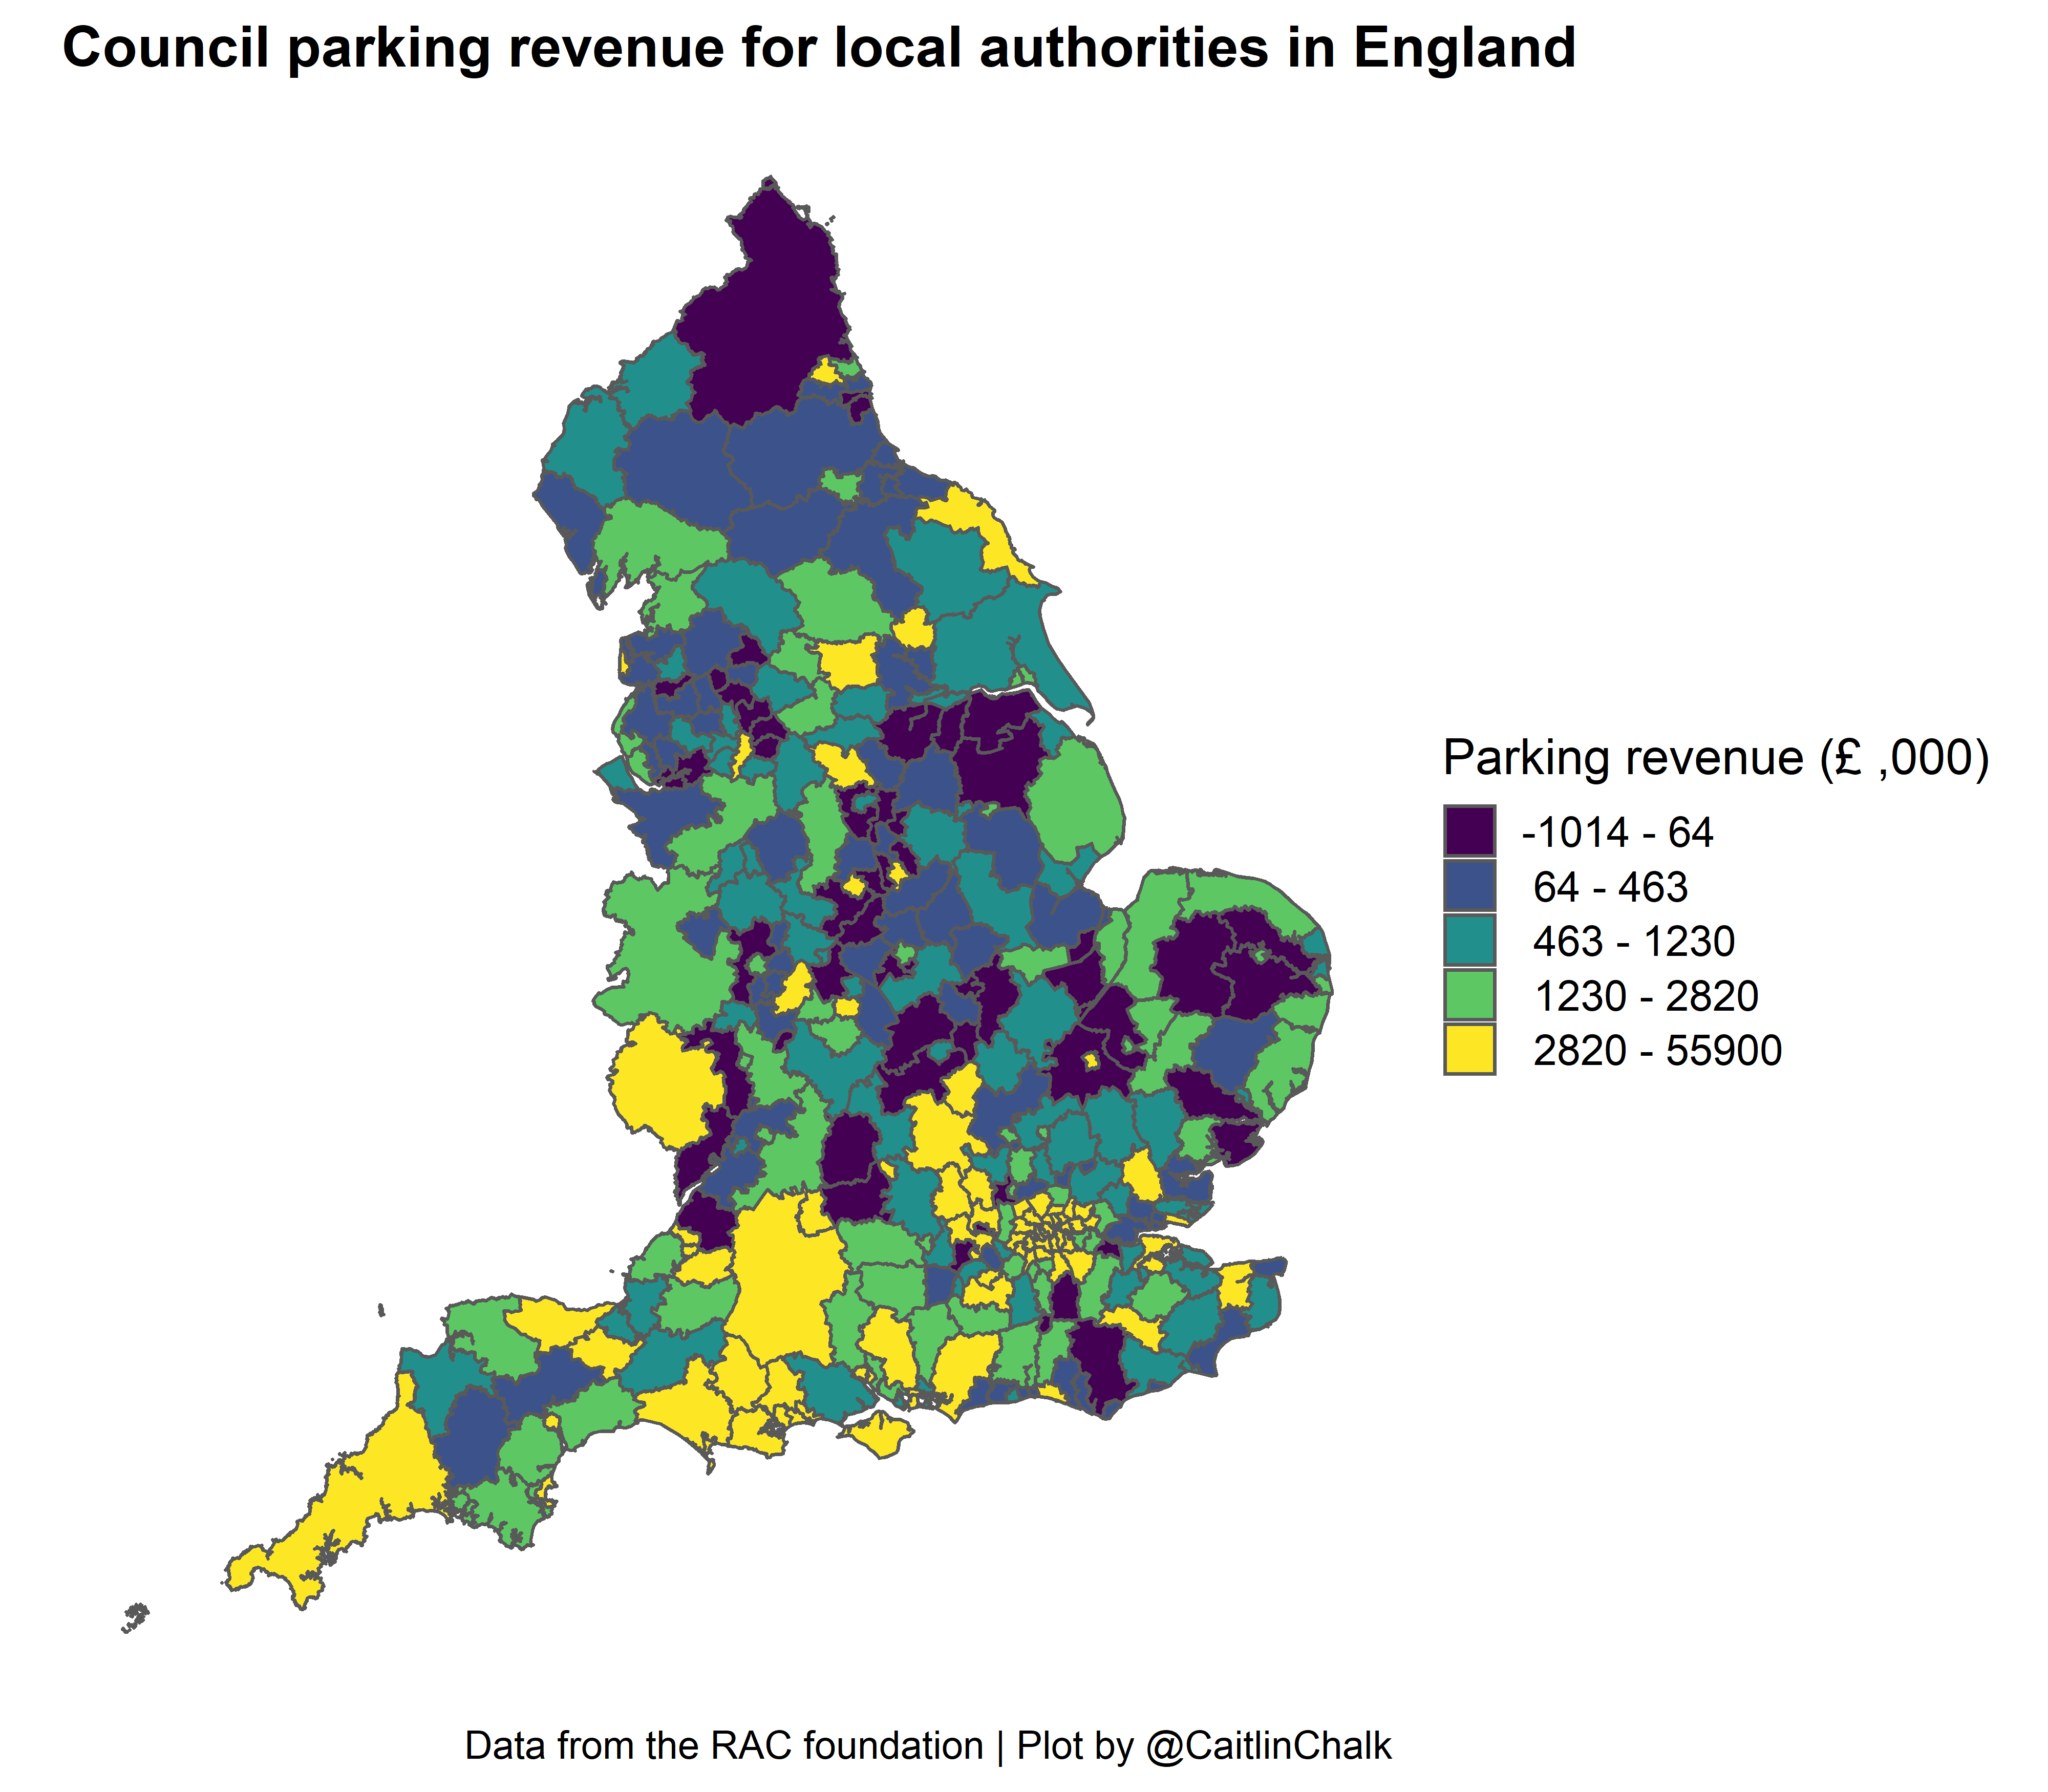 Council parking revenue for local authorities in England
Parking revenue (£ ,000)
-1014 - 64
64 - 463
463 - 1230
1230 - 2820
2820 - 55900
Data from the RAC foundation | Plot by @CaitlinChalk